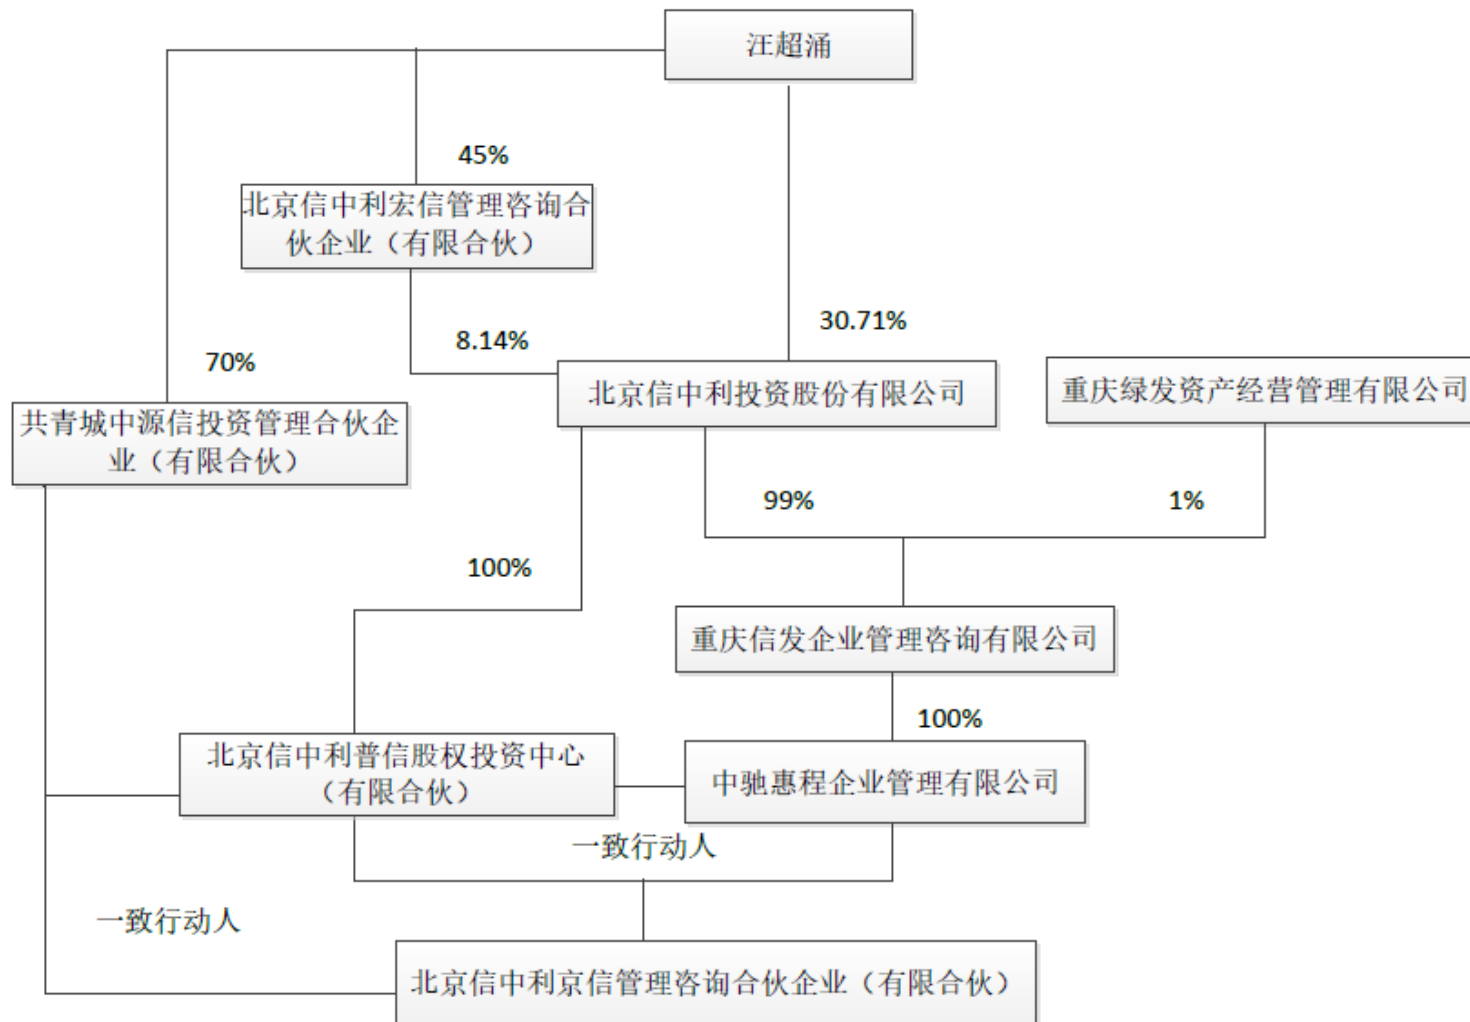 汪超涌
45%
北京信中利宏信管理咨询合
伙企业（有限合伙）
30.71%
8.14%
70%
北京信中利投资股份有限公司
重庆绿发资产经营管理有限公司
共青城中源信投资管理合伙企
业（有限合伙）
99%
1%
100%
重庆信发企业管理咨询有限公司
100%
北京信中利普信股权投资中心
（有限合伙）
中驰惠程企业管理有限公司
一致行动人
一致行动人
北京信中利京信管理咨询合伙企业（有限合伙）